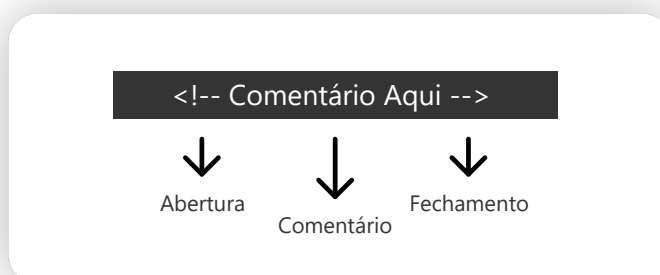 <!-- Comentário Aqui -->
Abertura
Comentário
Fechamento